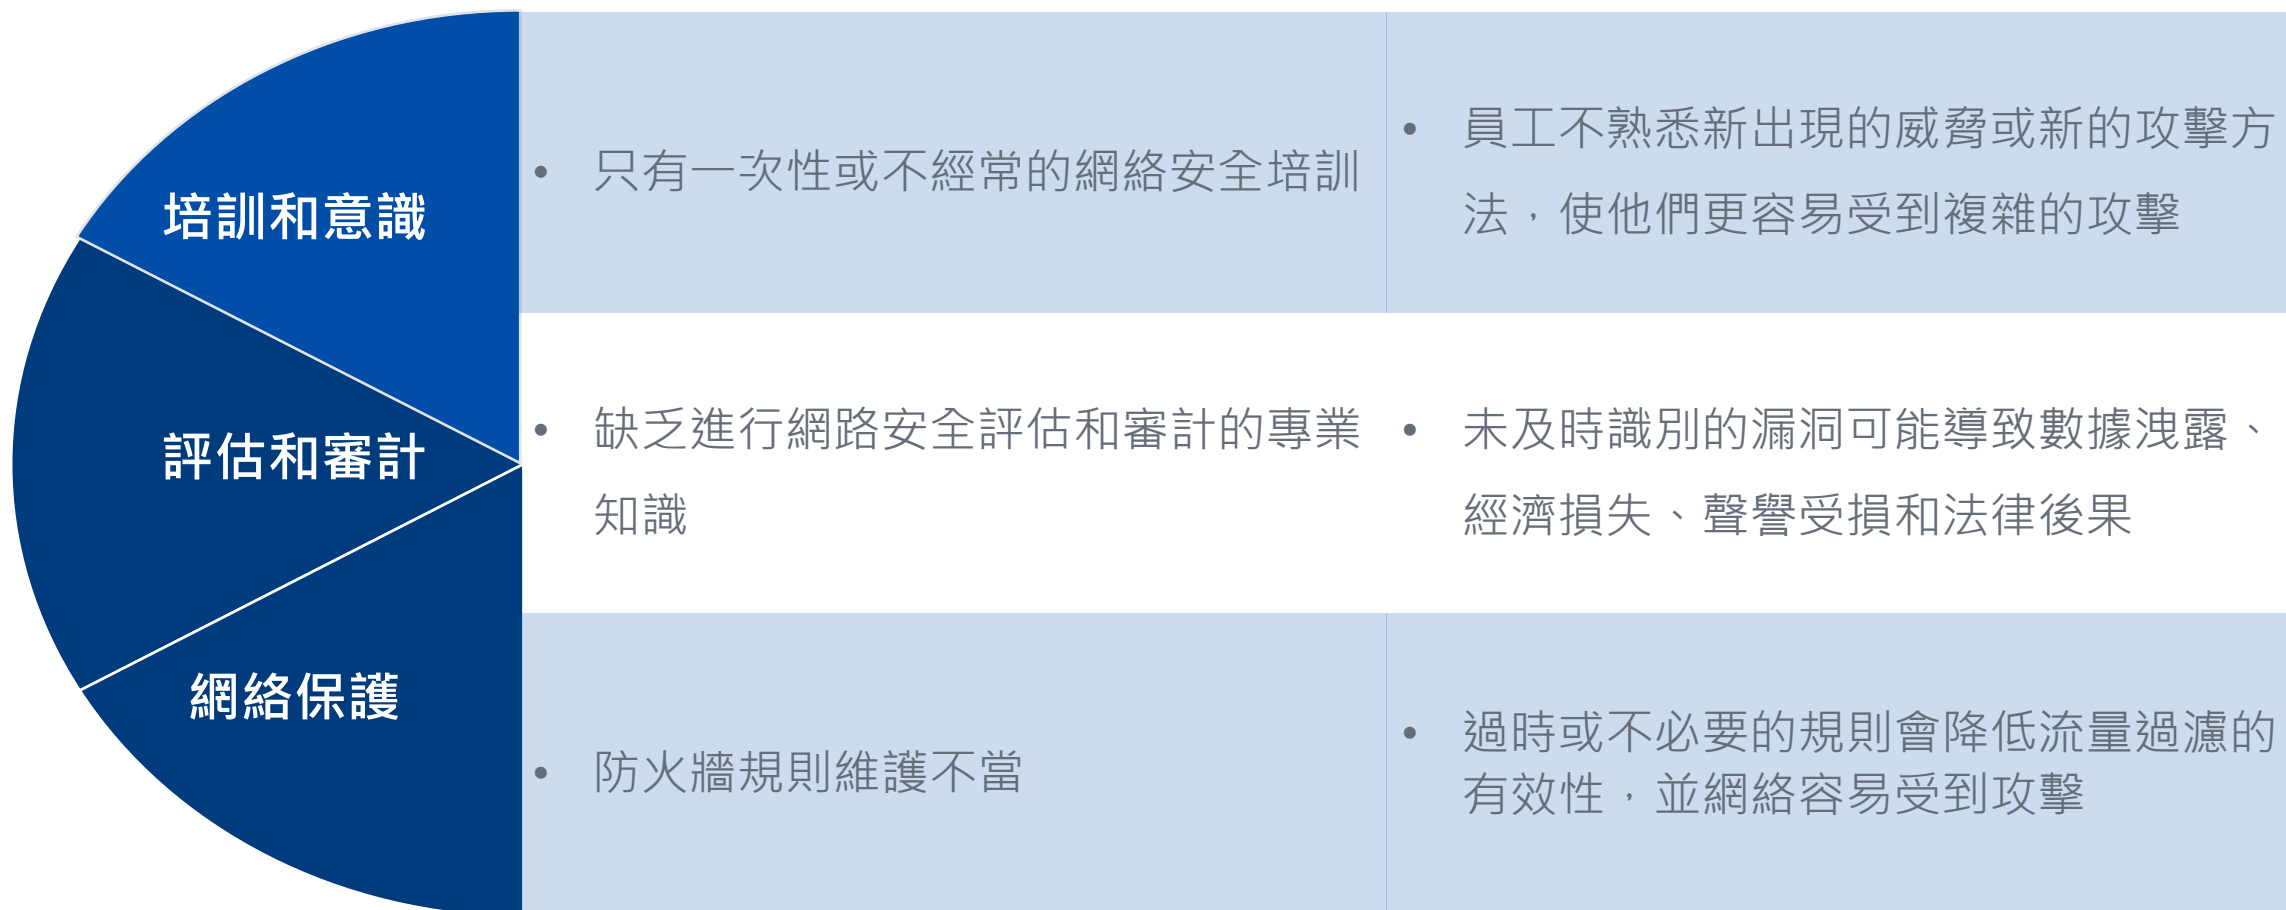 培訓和意識
• 只有一次性或不經常的網絡安全培訓
• 員工不熟悉新出現的威脅或新的攻擊方
法，使他們更容易受到複雜的攻擊
評估和審計
• 缺乏進行網路安全評估和審計的專業
知識
• 未及時識別的漏洞可能導致數據洩露、
經濟損失、聲譽受損和法律後果
網絡保護
• 防火牆規則維護不當
• 過時或不必要的規則會降低流量過濾的
有效性，並網絡容易受到攻擊